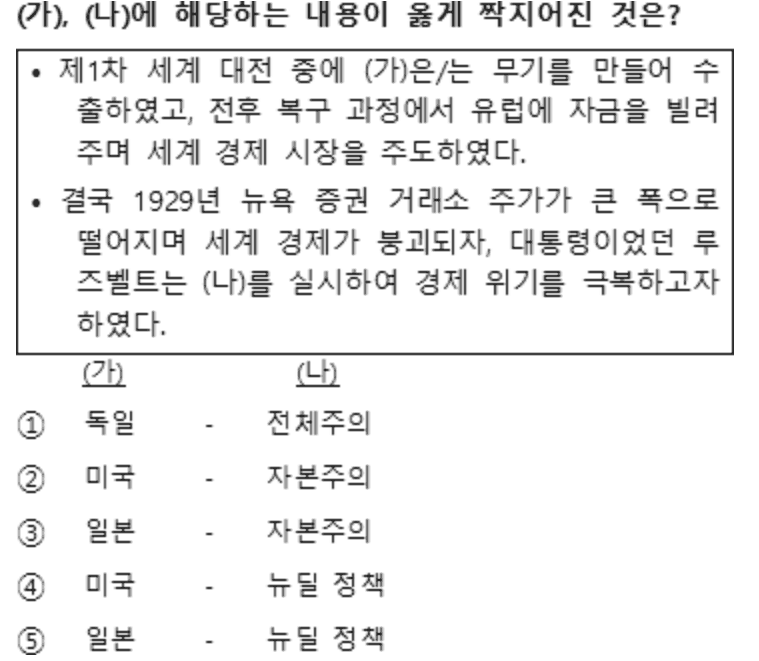 (가), (나)에 해당하는 내용이 옳게 짝지어진 것은?
• 제1차 세계 대전 중에 (가)은/는 무기를 만들어 수
출하였고, 전후 복구 과정에서 유럽에 자금을 빌려
주며 세계 경제 시장을 주도하였다.
• 결국 1929년 뉴욕 증권 거래소 주가가 큰 폭으로
떨어지며 세계 경제가 붕괴되자, 대통령이었던 루
즈벨트는 (나)를 실시하여 경제 위기를 극복하고자
하였다.
(가) (나)
① 독일 - 전체주의
② 미국 - 자본주의
③ 일본 - 자본주의
④ 미국 - 뉴딜 정책
⑤ 일본 - 뉴딜 정책